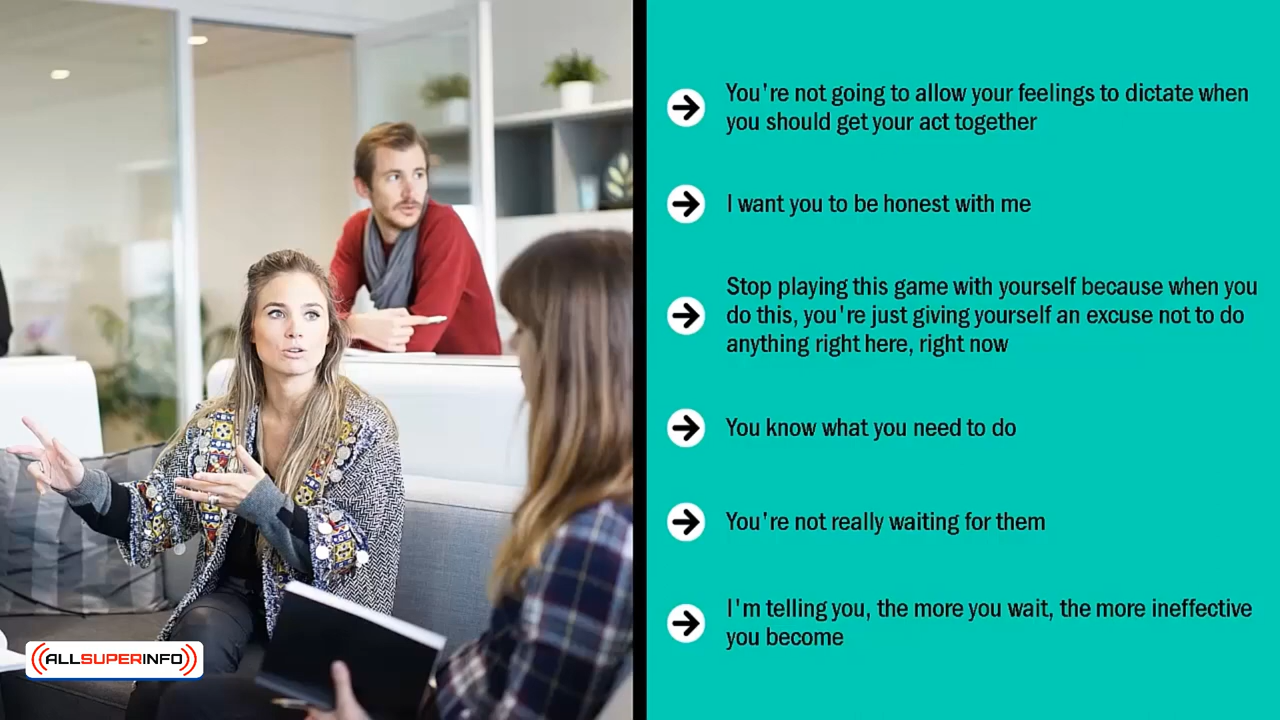 You're not going to allow your feelings to dictate when
you should get your act together
I want you to be honest with me
Stop playing this game with yourself because when you
do this, you're just giving yourself an excuse not to do
anything right here, right now
You know what you need to do
You're not really waiting for them
I'm telling you, the more you wait, the more ineffective
you become
ALLSUPERINFO